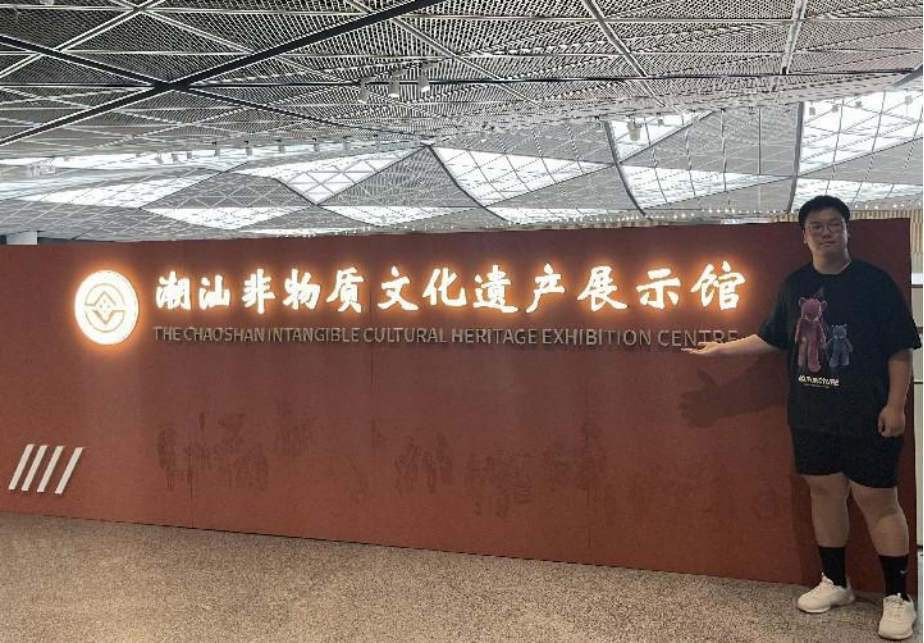 潮汕非物质文化遗产展示馆
THE CHAOSHAN INTANGIBLE CULTURAL HERITAGE EXHIBITION CENTRE